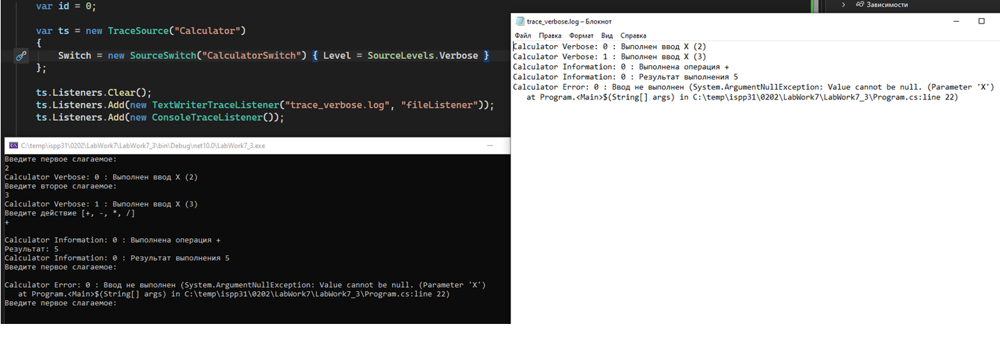 var id = 0;
Зависимости
var ts = new TraceSource("Calculator")
{
Switch = new SourceSwitch("CalculatorSwitch") { Level = SourceLevels.Verbose }
};
ts.Listeners.Clear();
ts.Listeners.Add(new TextWriterTraceListener("trace_verbose.log", "fileListener"));
ts.Listeners.Add(new ConsoleTraceListener());
trace_verbose.log – Блокнот
Файл Правка Формат Вид Справка
Calculator Verbose: 0 : Выполнен ввод X (2)
Calculator Verbose: 1 : Выполнен ввод X (3)
Calculator Information: 0 : Выполнена операция +
Calculator Information: 0 : Результат выполнения 5
Calculator Error: 0 : Ввод не выполнен (System.ArgumentNullException: Value cannot be null. (Parameter 'X')
at Program.<Main>$(String[] args) in C:\temp\ispp31\0202\LabWork7\LabWork7_3\Program.cs:line 22)
C:\temp\ispp31\0202\LabWork7\LabWork7_3\bin\Debug\net10.0\LabWork7_3.exe
Введите первое слагаемое:
2
Calculator Verbose: 0 : Выполнен ввод X (2)
Введите второе слагаемое:
3
Calculator Verbose: 1 : Выполнен ввод X (3)
Введите действие [+, -, *, /]
+
Calculator Information: 0 : Выполнена операция +
Результат: 5
Calculator Information: 0 : Результат выполнения 5
Введите первое слагаемое:
Calculator Error: 0 : Ввод не выполнен (System.ArgumentNullException: Value cannot be null. (Parameter 'X')
at Program.<Main>$(String[] args) in C:\temp\ispp31\0202\LabWork7\LabWork7_3\Program.cs:line 22)
Введите первое слагаемое: